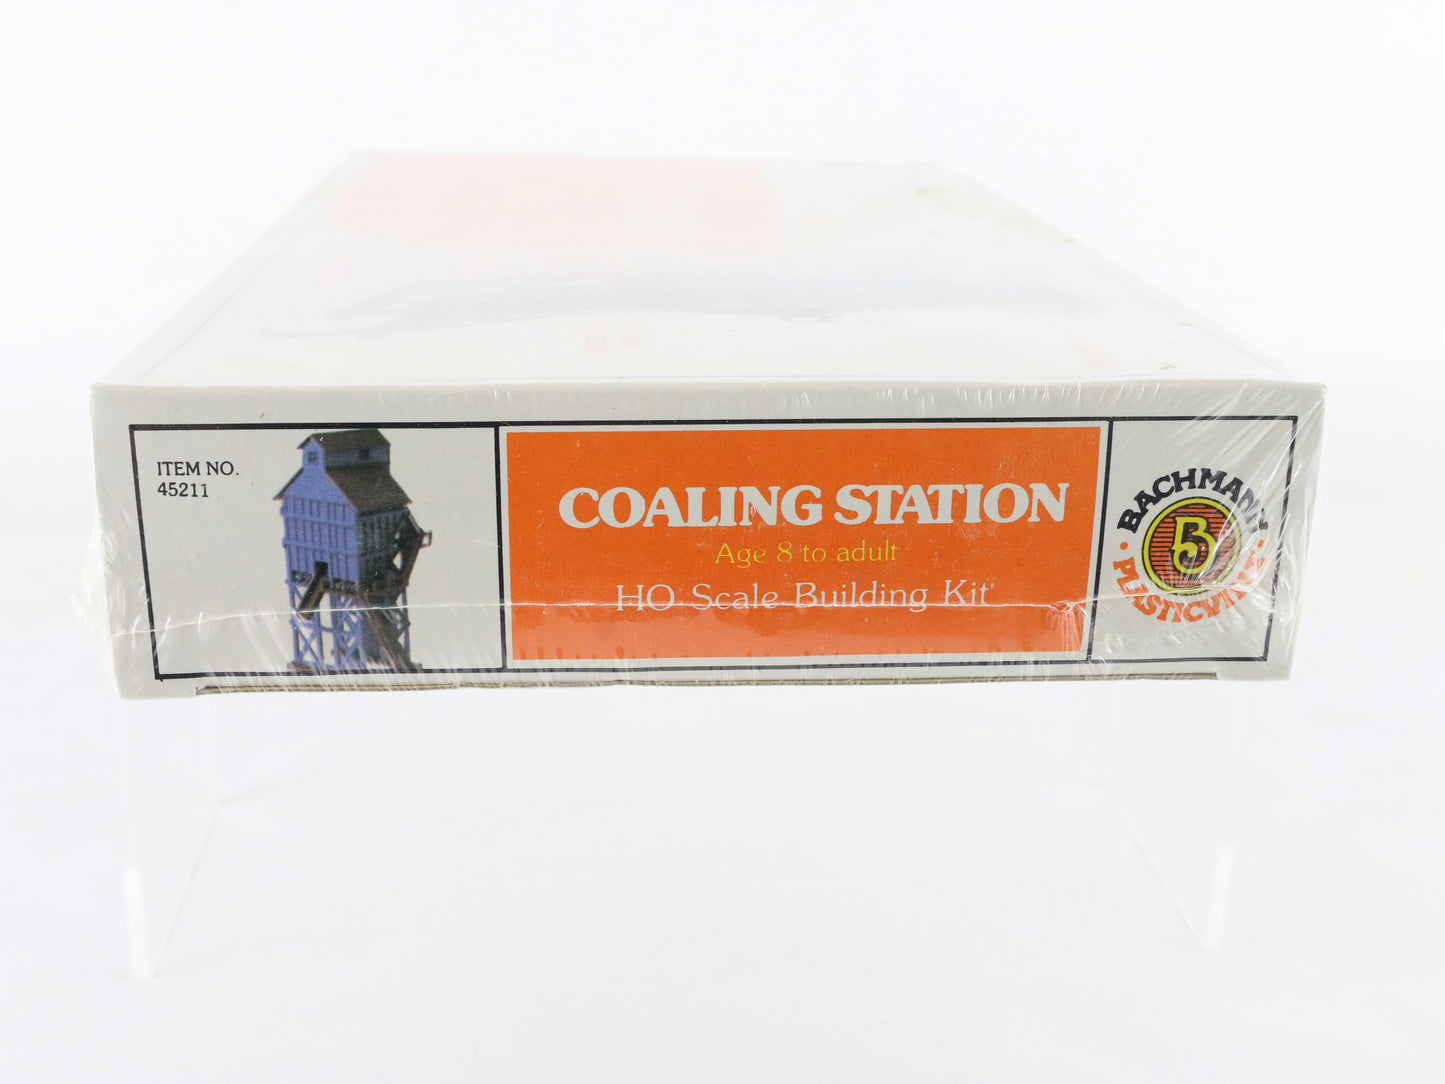 ITEM NO.
45211
COALING STATION
Age 8 to adult
HO Scale Building Kit
BACHMANN
B
• PLASTICVILLE •